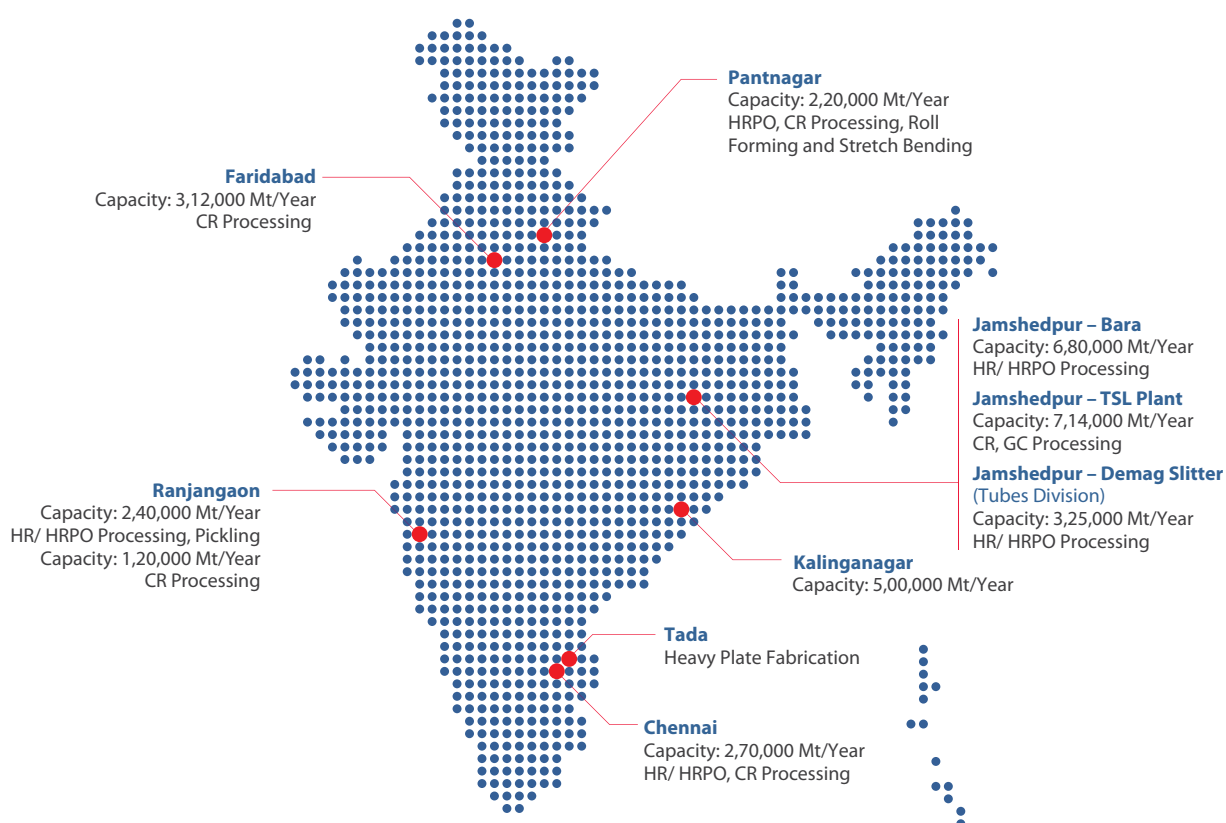 Pantnagar
Capacity: 2,20,000 Mt/Year
HRPO, CR Processing, Roll
Forming and Stretch Bending
Faridabad
Capacity: 3,12,000 Mt/Year
CR Processing
Jamshedpur – Bara
Capacity: 6,80,000 Mt/Year
HR/ HRPO Processing
Jamshedpur – TSL Plant
Capacity: 7,14,000 Mt/Year
CR, GC Processing
Jamshedpur – Demag Slitter
(Tubes Division)
Capacity: 3,25,000 Mt/Year
HR/ HRPO Processing
Ranjangaon
Capacity: 2,40,000 Mt/Year
HR/ HRPO Processing, Pickling
Capacity: 1,20,000 Mt/Year
CR Processing
Kalinganagar
Capacity: 5,00,000 Mt/Year
Tada
Heavy Plate Fabrication
Chennai
Capacity: 2,70,000 Mt/Year
HR/ HRPO, CR Processing